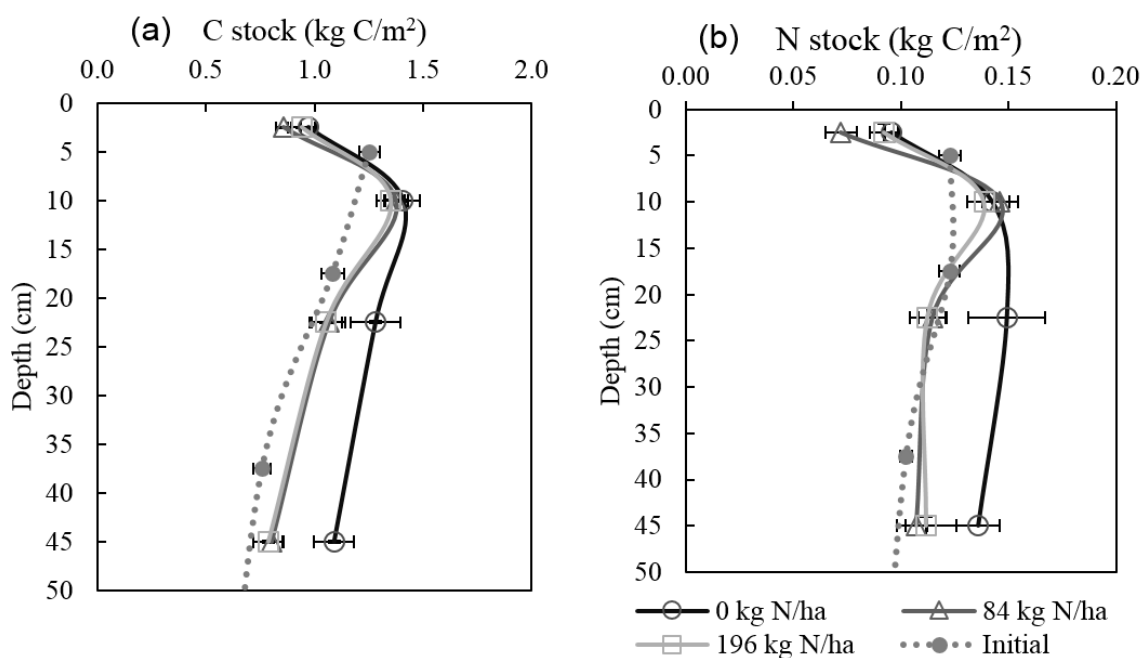 (a) C stock (kg C/m²)
0.0 0.5 1.0 1.5 2.0
0
5
10
15
20
25
30
35
40
45
50
Depth (cm)
(b) N stock (kg C/m²)
0.00 0.05 0.10 0.15 0.20
0
5
10
15
20
25
30
35
40
45
50
Depth (cm)
0 kg N/ha 84 kg N/ha
196 kg N/ha Initial